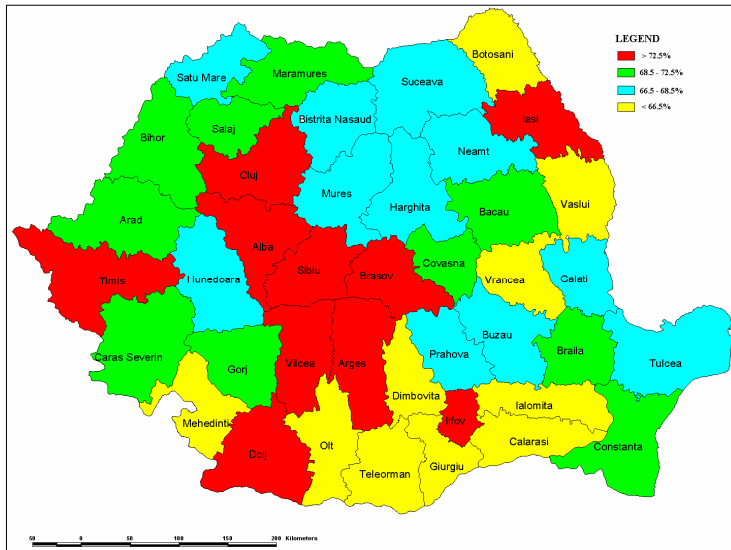 LEGEND
> 72.5%
68.5 - 72.5%
66.5 - 68.5%
< 66.5%
Botosani
Satu Mare
Maramures
Suceava
Iasi
Bistrita Nasaud
Salaj
Bihor
Neamt
Cluj
Mures
Harghita
Vaslui
Bacau
Arad
Alba
Covasna
Sibiu
Brasov
Timis
Hunedoara
Vrancea
Galati
Buzau
Caras Severin
Prahova
Braila
Tulcea
Gorj
Vilcea
Arges
Dimbovita
Ialomita
Ilfov
Mehedinti
Calarasi
Constanta
Olt
Dolj
Giurgiu
Teleorman
50 0 50 100 150 200 Kilometers